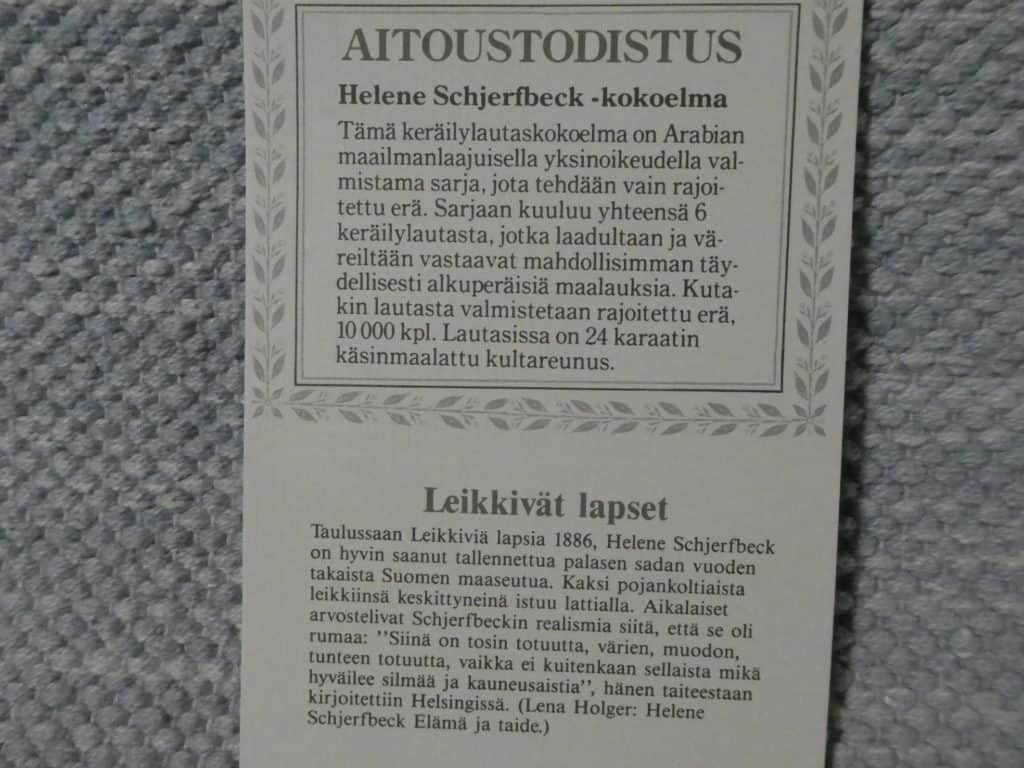 AITOUSTODISTUS
Helene Schjerfbeck -kokoelma
Tämä keräilylautaskokoelma on Arabian
maailmanlaajuisella yksinoikeudella val-
mistama sarja, jota tehdään vain rajoi-
tettu erä. Sarjaan kuuluu yhteensä 6
keräilylautasta, jotka laadultaan ja vä-
reiltään vastaavat mahdollisimman täy-
dellisesti alkuperäisiä maalauksia. Kuta-
kin lautasta valmistetaan rajoitettu erä,
10 000 kpl. Lautasissa on 24 karaatin
käsinmaalattu kultareunus.
Leikkivät lapset
Taulussaan Leikkiviä lapsia 1886, Helene Schjerfbeck
on hyvin saanut tallennettua palasen sadan vuoden
takaista Suomen maaseutua. Kaksi pojankoltiaista
leikkiinsä keskittyneinä istuu lattialla. Aikalaiset
arvostelivat Schjerfbeckin realismia siitä, että se oli
rumaa: ''Siinä on tosin totuutta, värien, muodon,
tunteen totuutta, vaikka ei kuitenkaan sellaista mikä
hyväilee silmää ja kauneusaistia'', hänen taiteestaan
kirjoitettiin Helsingissä. (Lena Holger: Helene
Schjerfbeck Elämä ja taide.)